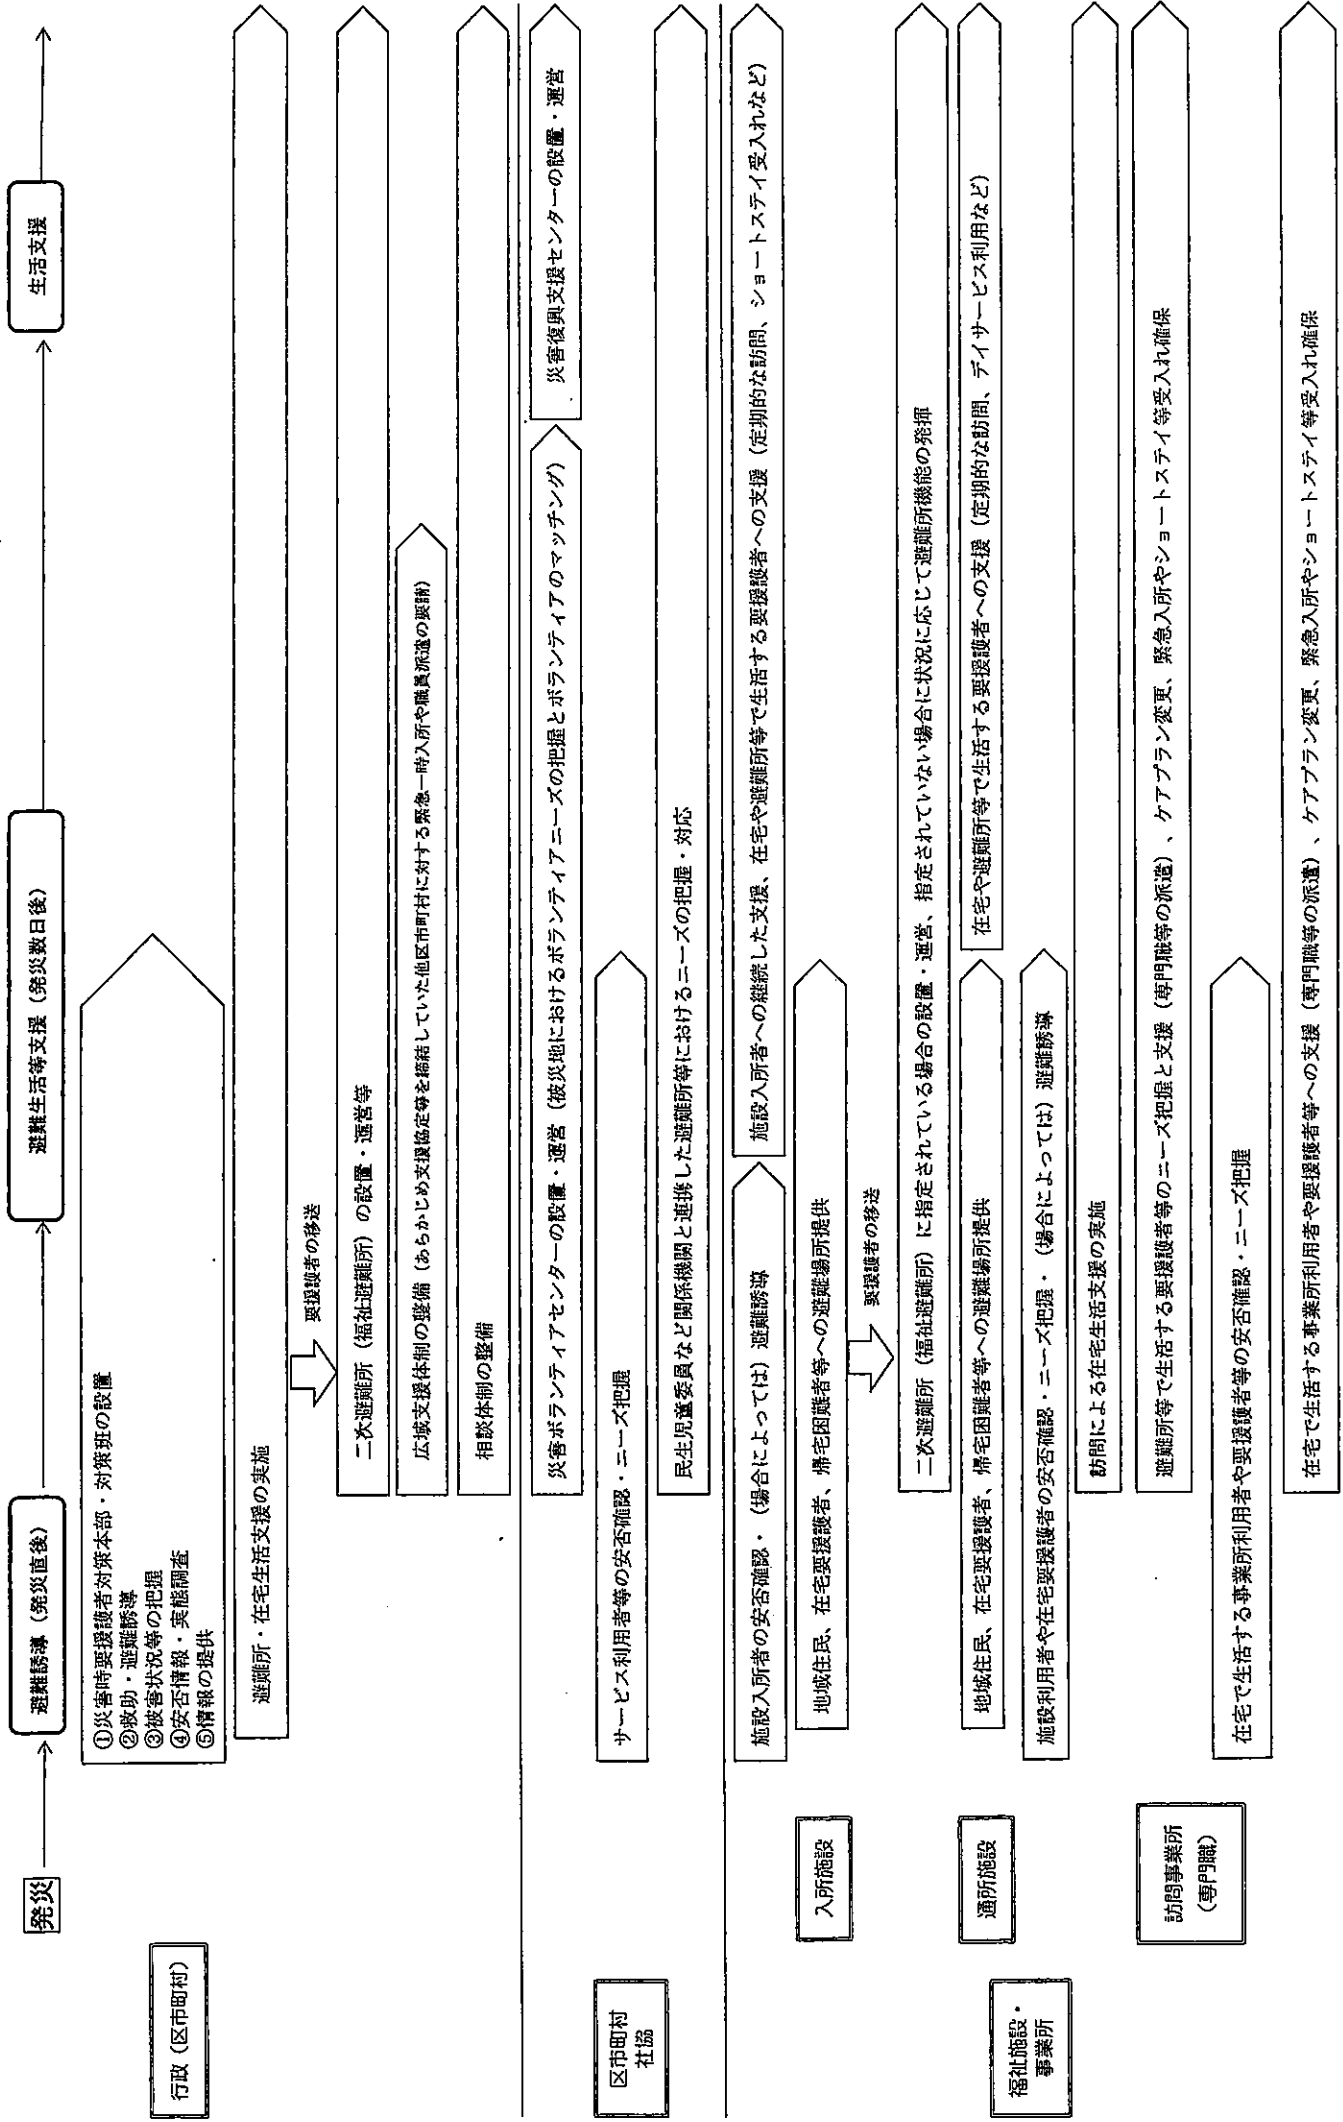 発災
避難誘導（発災直後）
避難生活等支援（発災数日後）
生活支援
行政（区市町村）
①災害時要援護者対策本部・対策班の設置
②救助・避難誘導
③被害状況等の把握
④安否情報・実態調査
⑤情報の提供
避難所・在宅生活支援の実施
要援護者の移送
二次避難所（福祉避難所）の設置・運営等
広域支援体制の整備（あらかじめ支援協定等を締結していた他区市町村に対する緊急一時入所や職員派遣の要請）
相談体制の整備
区市町村
社協
災害ボランティアセンターの設置・運営（被災地におけるボランティアニーズの把握とボランティアのマッチング）
災害復興支援センターの設置・運営
サービス利用者等の安否確認・ニーズ把握
民生児童委員など関係機関と連携した避難所等におけるニーズの把握・対応
福祉施設・
事業所
入所施設
施設入所者の安否確認・（場合によっては）避難誘導
施設入所者への継続した支援、在宅や避難所等で生活する要援護者への支援（定期的な訪問、ショートステイ受入れなど）
地域住民、在宅要援護者、帰宅困難者等への避難場所提供
要援護者の移送
二次避難所（福祉避難所）に指定されている場合の設置・運営、指定されていない場合に状況に応じて避難所機能の発揮
通所施設
地域住民、在宅要援護者、帰宅困難者等への避難場所提供
在宅や避難所等で生活する要援護者への支援（定期的な訪問、デイサービス利用など）
施設利用者や在宅要援護者の安否確認・ニーズ把握・（場合によっては）避難誘導
訪問による在宅生活支援の実施
訪問事業所
（専門職）
避難所等で生活する要援護者等のニーズ把握と支援（専門職等の派遣）、ケアプラン変更、緊急入所やショートステイ等受入れ確保
在宅で生活する事業所利用者や要援護者等の安否確認・ニーズ把握
在宅で生活する事業所利用者や要援護者等への支援（専門職等の派遣）、ケアプラン変更、緊急入所やショートステイ等受入れ確保